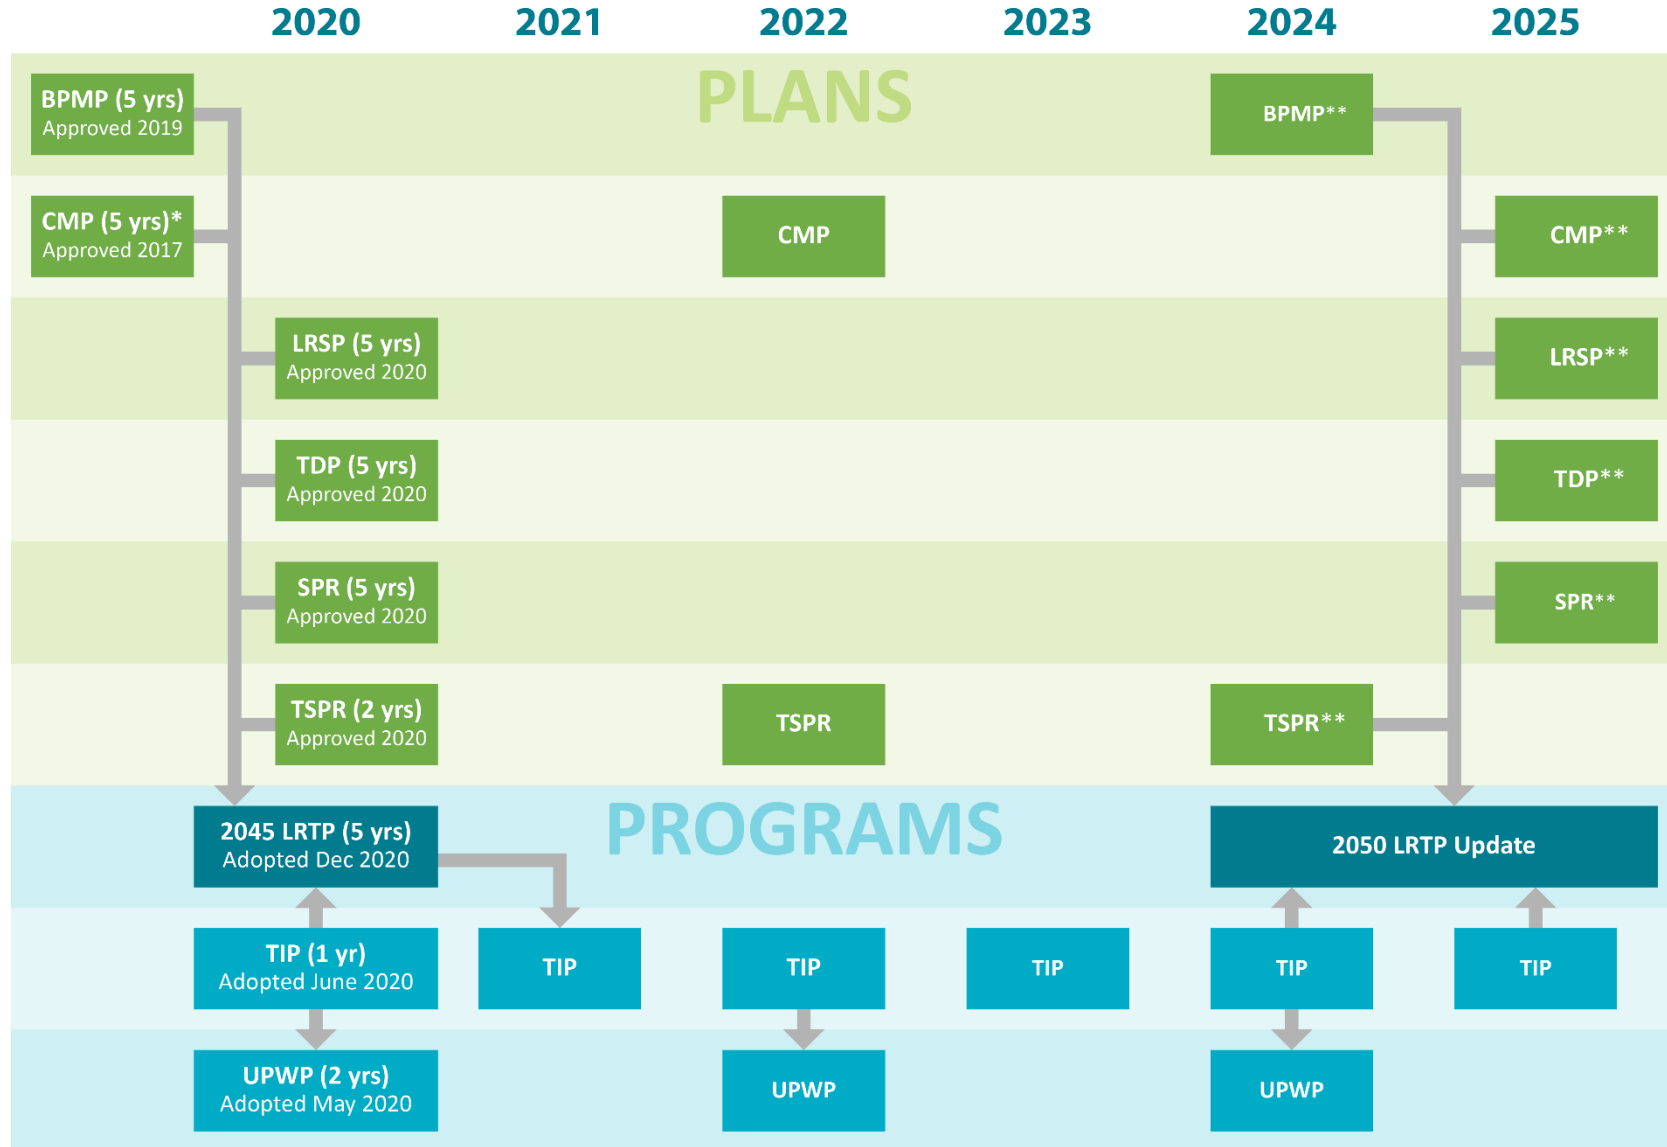 2020 2021 2022 2023 2024 2025
PLANS
BPMP (5 yrs)
Approved 2019
BPMP**
CMP (5 yrs)*
Approved 2017
CMP
CMP**
LRSP (5 yrs)
Approved 2020
LRSP**
TDP (5 yrs)
Approved 2020
TDP**
SPR (5 yrs)
Approved 2020
SPR**
TSPR (2 yrs)
Approved 2020
TSPR
TSPR**
PROGRAMS
2045 LRTP (5 yrs)
Adopted Dec 2020
2050 LRTP Update
TIP (1 yr)
Adopted June 2020
TIP
TIP
TIP
TIP
TIP
UPWP (2 yrs)
Adopted May 2020
UPWP
UPWP